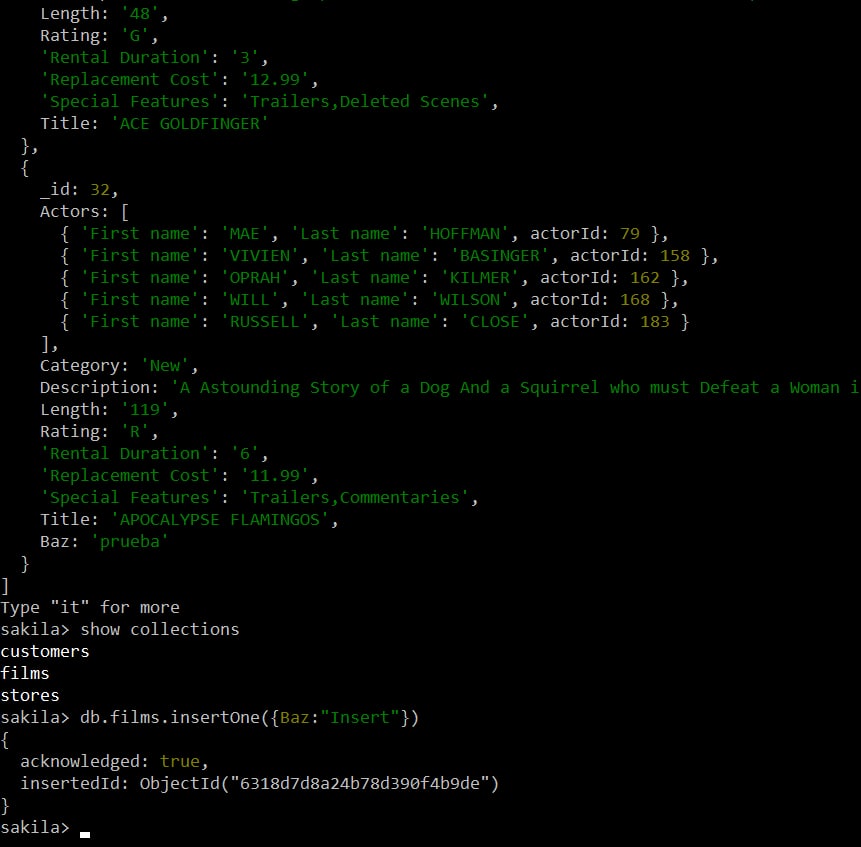 Length: '48',
Rating: 'G',
'Rental Duration': '3',
'Replacement Cost': '12.99',
'Special Features': 'Trailers,Deleted Scenes',
Title: 'ACE GOLDFINGER'
},
{
_id: 32,
Actors: [
{ 'First name': 'MAE', 'Last name': 'HOFFMAN', actorId: 79 },
{ 'First name': 'VIVIEN', 'Last name': 'BASINGER', actorId: 158 },
{ 'First name': 'OPRAH', 'Last name': 'KILMER', actorId: 162 },
{ 'First name': 'WILL', 'Last name': 'WILSON', actorId: 168 },
{ 'First name': 'RUSSELL', 'Last name': 'CLOSE', actorId: 183 }
],
Category: 'New',
Description: 'A Astounding Story of a Dog And a Squirrel who must Defeat a Woman i
Length: '119',
Rating: 'R',
'Rental Duration': '6',
'Replacement Cost': '11.99',
'Special Features': 'Trailers,Commentaries',
Title: 'APOCALYPSE FLAMINGOS',
Baz: 'prueba'
}
]
Type "it" for more
sakila> show collections
customers
films
stores
sakila> db.films.insertOne({Baz:"Insert"})
{
acknowledged: true,
insertedId: ObjectId("6318d7d8a24b78d390f4b9de")
}
sakila>